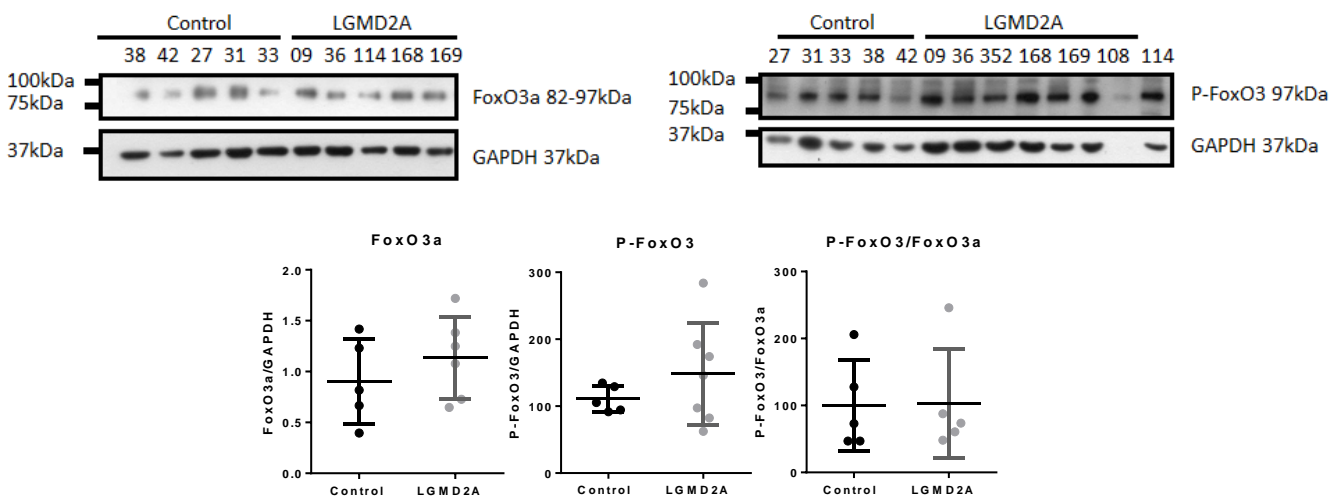 Control LGMD2A
38 42 27 31 33 09 36 114 168 169
100kDa
75kDa
FoxO3a 82-97kDa
37kDa
GAPDH 37kDa
Control LGMD2A
27 31 33 38 42 09 36 352 168 169 108 114
100kDa
75kDa
P-FoxO3 97kDa
37kDa
GAPDH 37kDa
FoxO3a
FoxO3a/GAPDH
2.0
1.5
1.0
0.5
0.0
Control LGMD2A
P-FoxO3
P-FoxO3/GAPDH
300
200
100
0
Control LGMD2A
P-FoxO3/FoxO3a
P-FoxO3/FoxO3a
300
200
100
0
Control LGMD2A